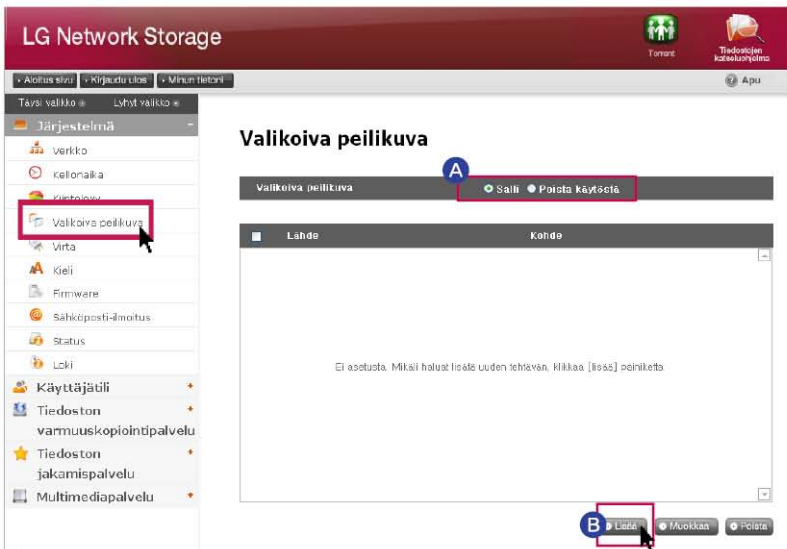 LG Network Storage
Torrent
Tiedostojen
katseluohjelma
Aloitus sivu
Kirjaudu ulos
Minun tietoni
Apu
Täysi valikko
Lyhyt valikko
Järjestelmä
Verkko
Kellonaika
Kiintolevy
Valikoiva peilikuva
Virta
Kieli
Firmware
Sähköposti-ilmoitus
Status
Loki
Käyttäjätili
Tiedoston
varmuuskopiointipalvelu
Tiedoston
jakamispalvelu
Multimediapalvelu
Valikoiva peilikuva
A
Valikoiva peilikuva
Salli
Poista käytöstä
Lähde
Kohde
Ei asetusta. Mikäli haluat lisätä uuden tehtävän, klikkaa [lisää] painiketta
B
Lisää
Muokkaa
Poista